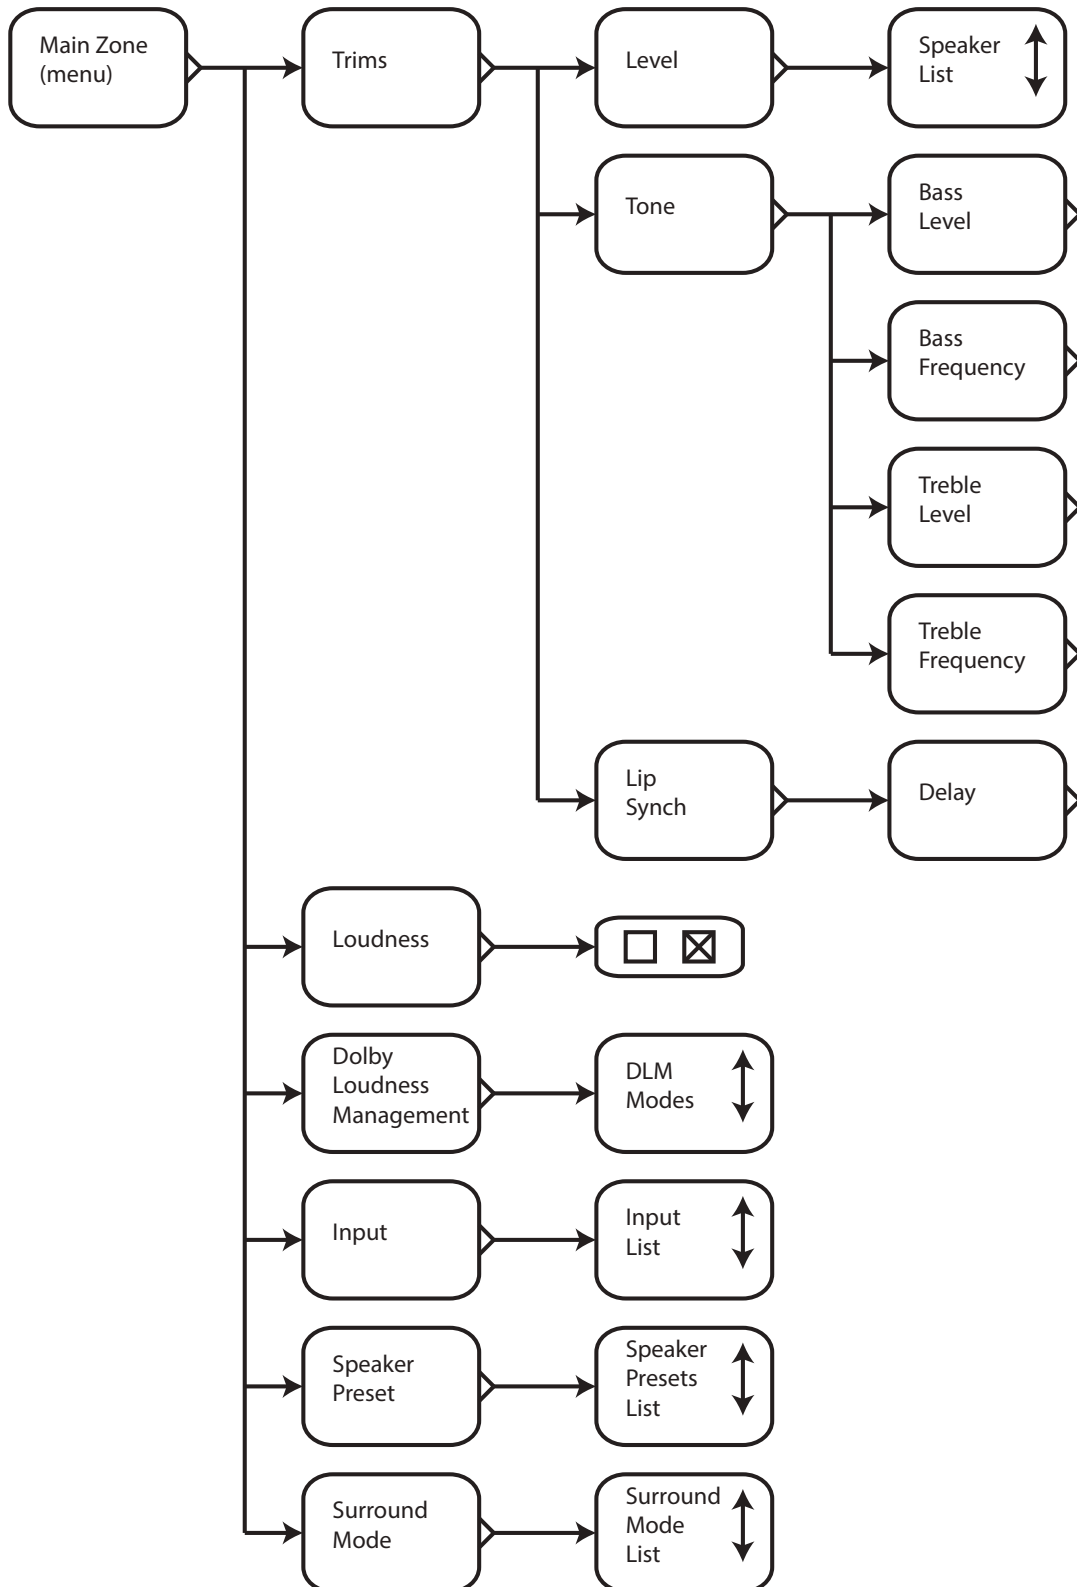 Main Zone
(menu)
Trims
Level
Speaker
List
Tone
Bass
Level
Bass
Frequency
Treble
Level
Treble
Frequency
Lip
Synch
Delay
Loudness
Dolby
Loudness
Management
DLM
Modes
Input
Input
List
Speaker
Preset
Speaker
Presets
List
Surround
Mode
Surround
Mode
List